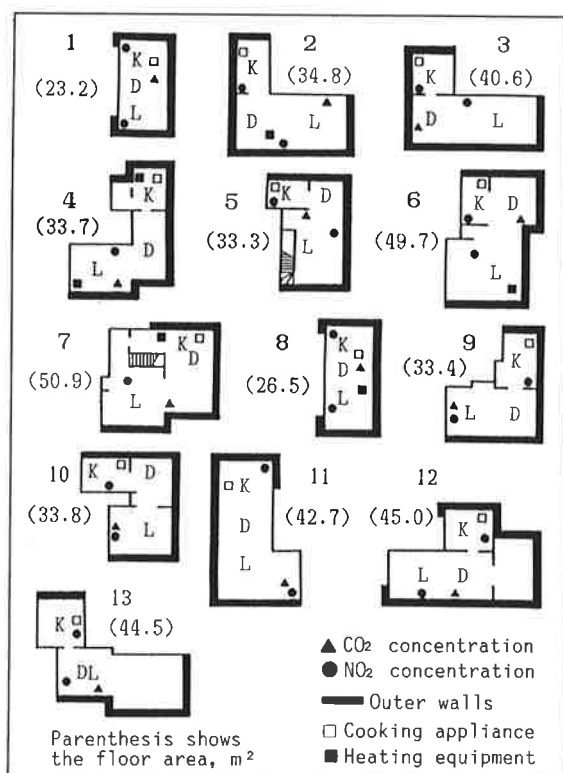 1
(23.2)
K
D
L
2
(34.8)
K
D L
3
(40.6)
K
D L
4
(33.7)
K
D
L
5
(33.3)
K D
L
6
(49.7)
K D
L
7
(50.9)
K
D
L
8
(26.5)
K
D
L
9
(33.4)
K
L D
10
(33.8)
K D
L
11
(42.7)
K
D
L
12
(45.0)
K
L D
13
(44.5)
K
DL
▲ CO₂ concentration
● NO₂ concentration
Outer walls
□ Cooking appliance
■ Heating equipment
Parenthesis shows
the floor area, m²